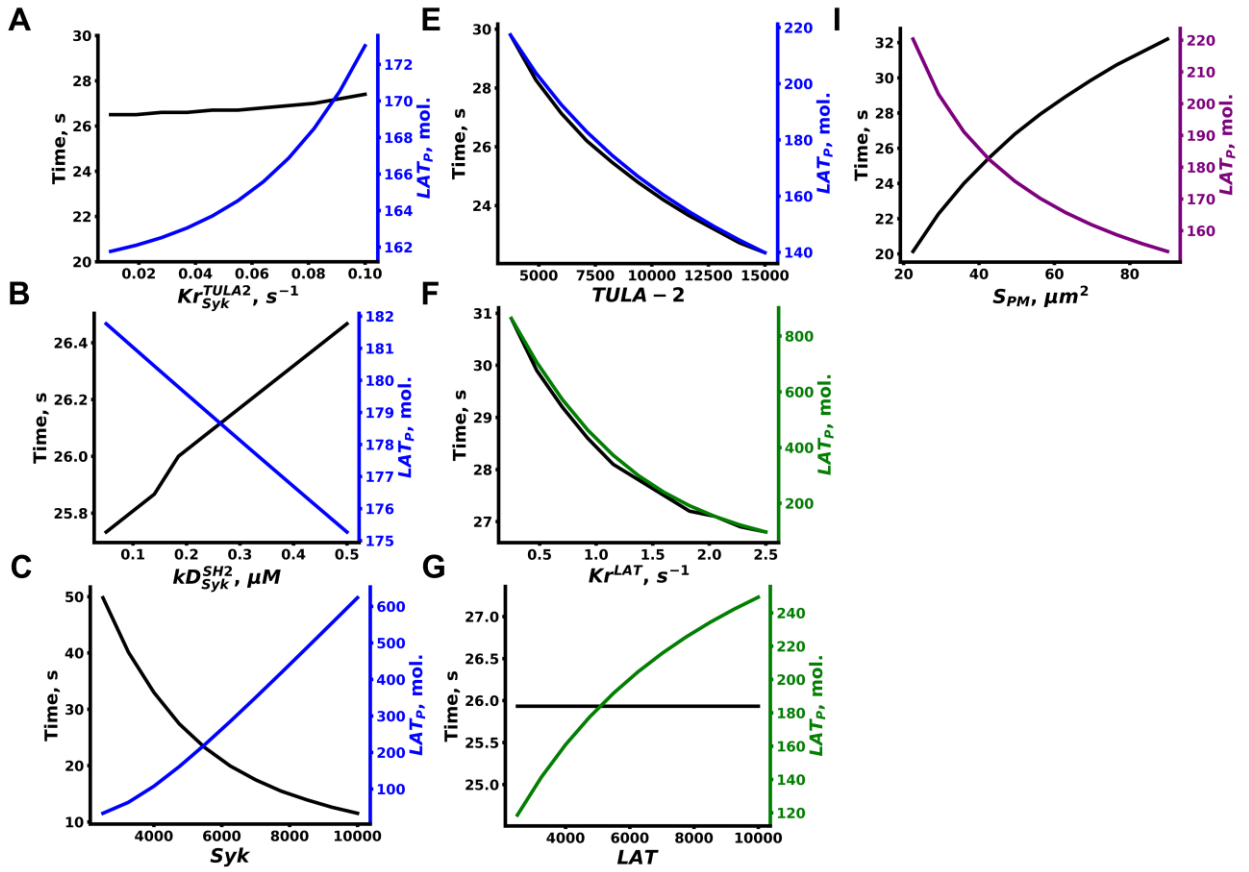 A
30
28
26
24
22
20
Time, s
172
170
168
166
164
162
LAT_P, mol.
0.02 0.04 0.06 0.08 0.10
Kr_Syk^TULA2, s⁻¹
B
26.4
26.2
26.0
25.8
Time, s
182
181
180
179
178
177
176
175
LAT_P, mol.
0.1 0.2 0.3 0.4 0.5
kD_Syk^SH2, μM
C
50
40
30
20
10
Time, s
600
500
400
300
200
100
LAT_P, mol.
4000 6000 8000 10000
Syk
E
30
28
26
24
Time, s
220
200
180
160
140
LAT_P, mol.
5000 7500 10000 12500 15000
TULA − 2
F
31
30
29
28
27
Time, s
800
600
400
200
LAT_P, mol.
0.5 1.0 1.5 2.0 2.5
Kr^LAT, s⁻¹
G
27.0
26.5
26.0
25.5
25.0
Time, s
240
220
200
180
160
140
120
LAT_P, mol.
4000 6000 8000 10000
LAT
I
32
30
28
26
24
22
20
Time, s
220
210
200
190
180
170
160
LAT_P, mol.
20 40 60 80
S_PM, μm²